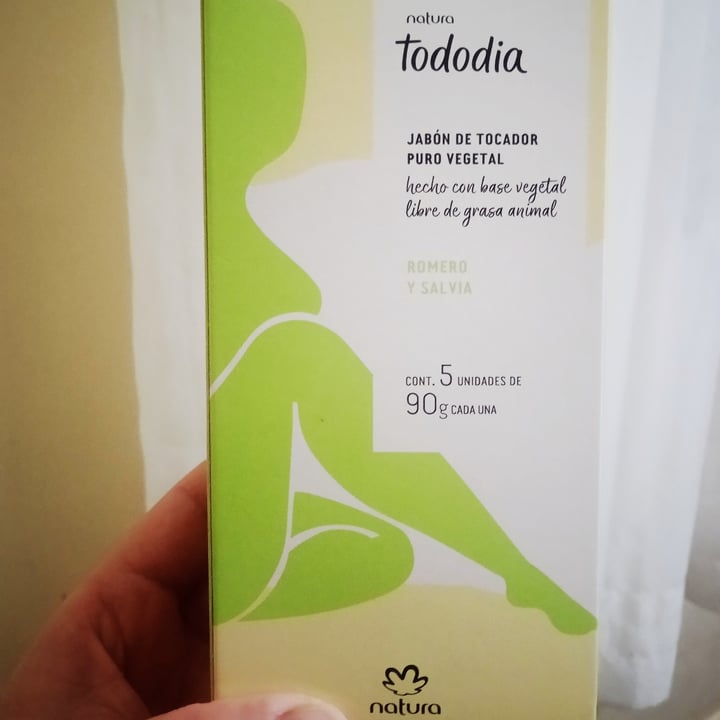 natura
Tododia
JABÓN DE TOCADOR
PURO VEGETAL
hecho con base vegetal
libre de grasa animal
ROMERO
Y SALVIA
CONT. 5 UNIDADES DE
90g CADA UNA
natura